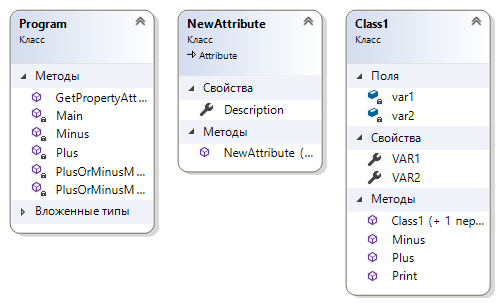 Program
Класс
Методы
GetPropertyAtt...
Main
Minus
Plus
PlusOrMinusM...
PlusOrMinusM...
Вложенные типы
NewAttribute
Класс
Attribute
Свойства
Description
Методы
NewAttribute (...
Class1
Класс
Поля
var1
var2
Свойства
VAR1
VAR2
Методы
Class1 (+ 1 пер...
Minus
Plus
Print